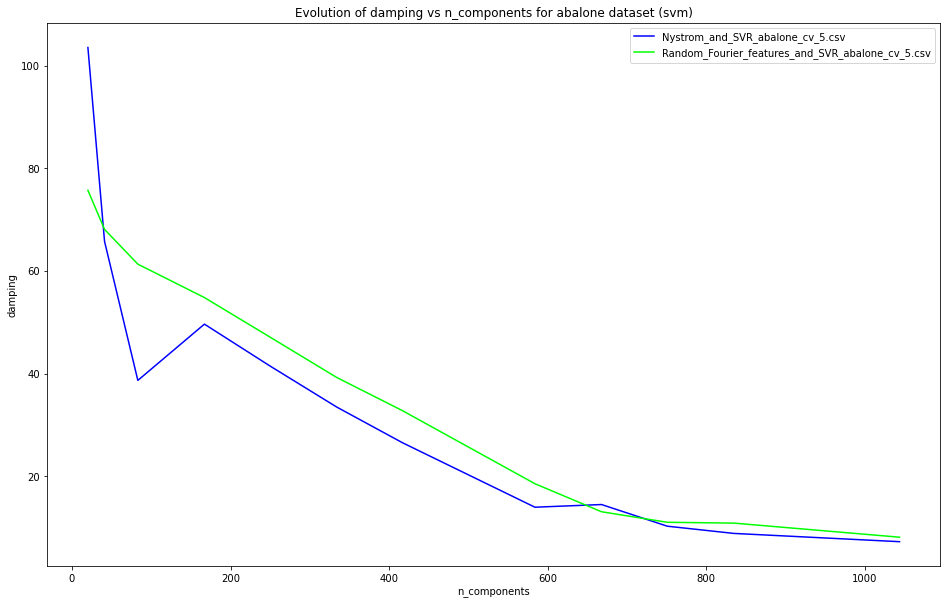 Evolution of damping vs n_components for abalone dataset (svm)
Nystrom_and_SVR_abalone_cv_5.csv
Random_Fourier_features_and_SVR_abalone_cv_5.csv
100
80
60
40
20
damping
0 200 400 600 800 1000
n_components